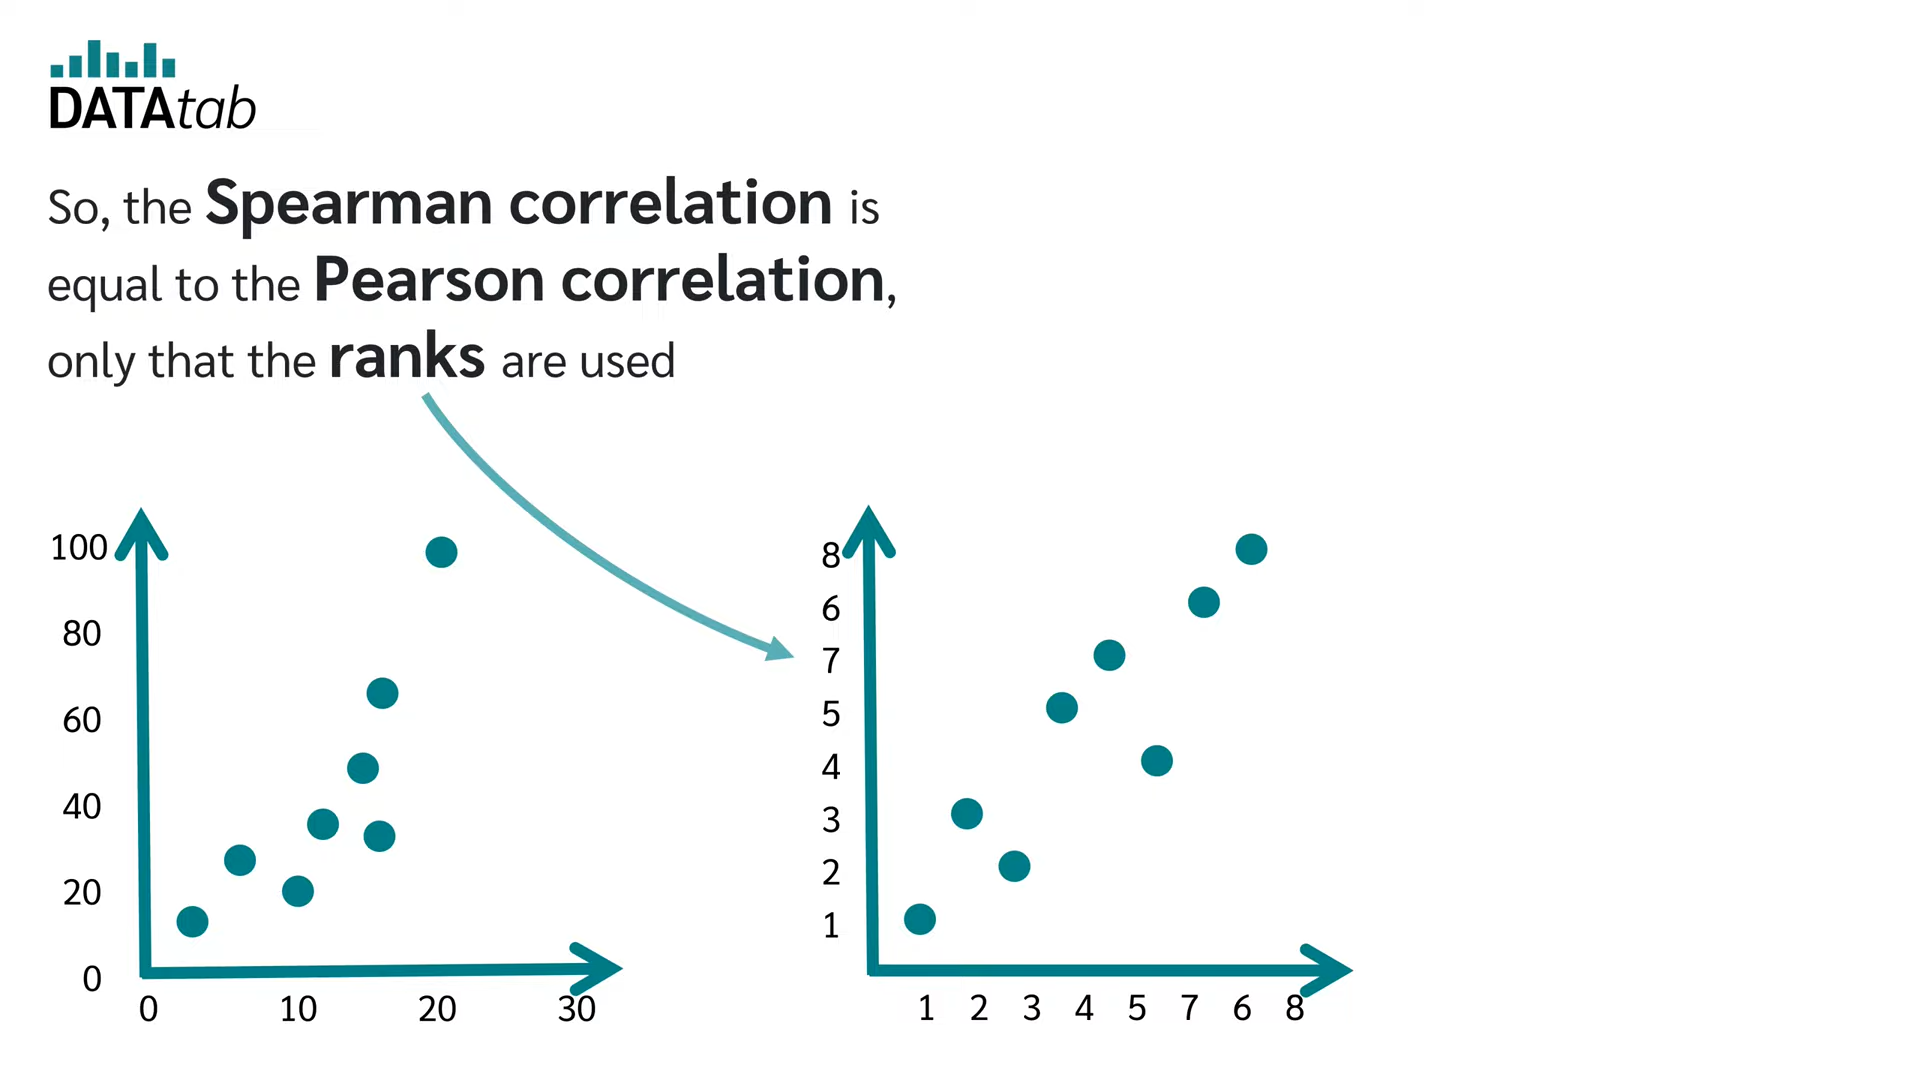 DATAtab
So, the Spearman correlation is
equal to the Pearson correlation,
only that the ranks are used
100
80
60
40
20
0
0 10 20 30
8
6
7
5
4
3
2
1
1 2 3 4 5 7 6 8